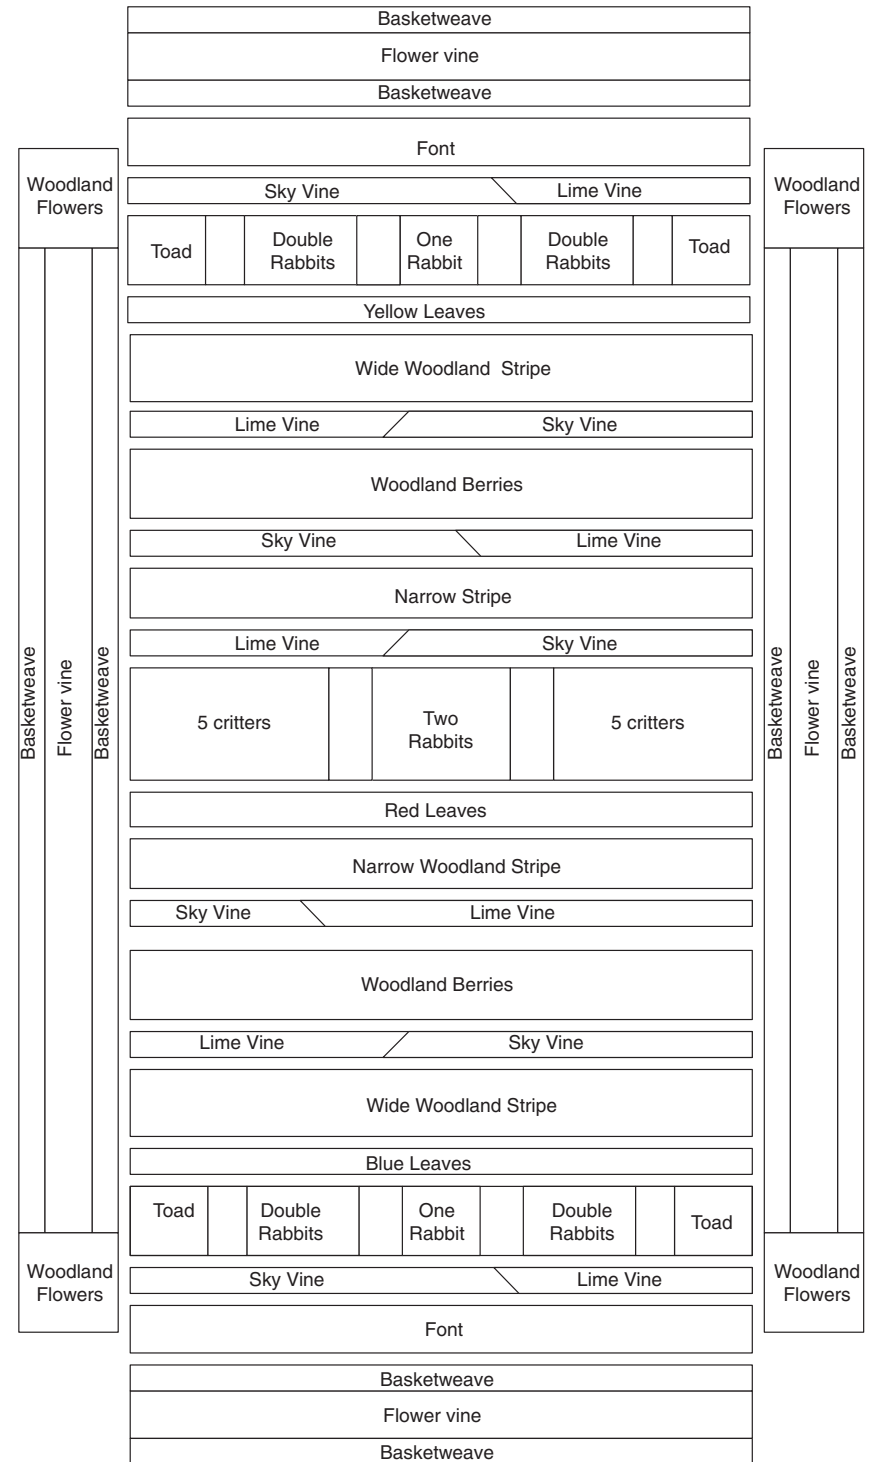 Basketweave
Flower vine
Basketweave
Font
Woodland
Flowers
Woodland
Flowers
Sky Vine
Lime Vine
Toad
Double
Rabbits
One
Rabbit
Double
Rabbits
Toad
Yellow Leaves
Wide Woodland Stripe
Lime Vine
Sky Vine
Woodland Berries
Sky Vine
Lime Vine
Narrow Stripe
Lime Vine
Sky Vine
Basketweave
Flower vine
Basketweave
5 critters
Two
Rabbits
5 critters
Basketweave
Flower vine
Basketweave
Red Leaves
Narrow Woodland Stripe
Sky Vine
Lime Vine
Woodland Berries
Lime Vine
Sky Vine
Wide Woodland Stripe
Blue Leaves
Toad
Double
Rabbits
One
Rabbit
Double
Rabbits
Toad
Woodland
Flowers
Sky Vine
Lime Vine
Woodland
Flowers
Font
Basketweave
Flower vine
Basketweave